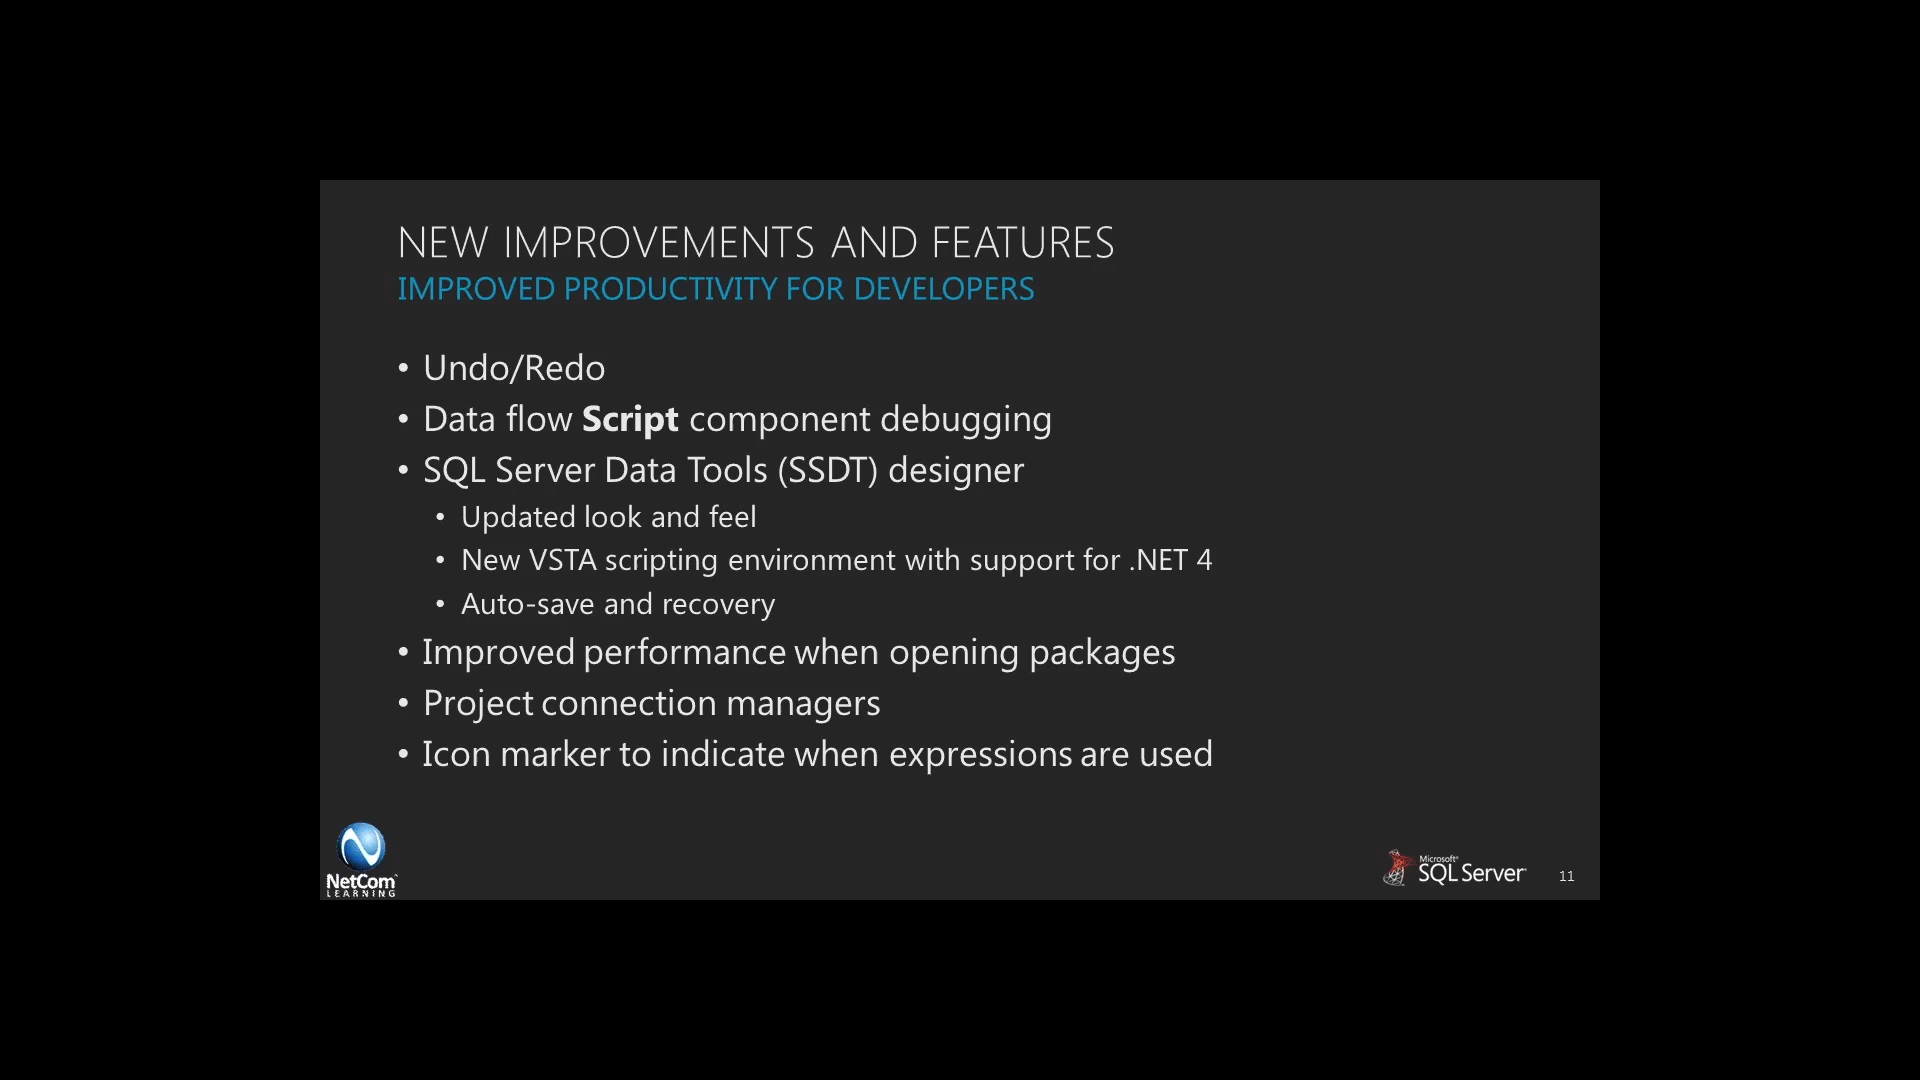 NEW IMPROVEMENTS AND FEATURES
IMPROVED PRODUCTIVITY FOR DEVELOPERS
• Undo/Redo
• Data flow Script component debugging
• SQL Server Data Tools (SSDT) designer
• Updated look and feel
• New VSTA scripting environment with support for .NET 4
• Auto-save and recovery
• Improved performance when opening packages
• Project connection managers
• Icon marker to indicate when expressions are used
NetCom
LEARNING
Microsoft®
SQL Server
11